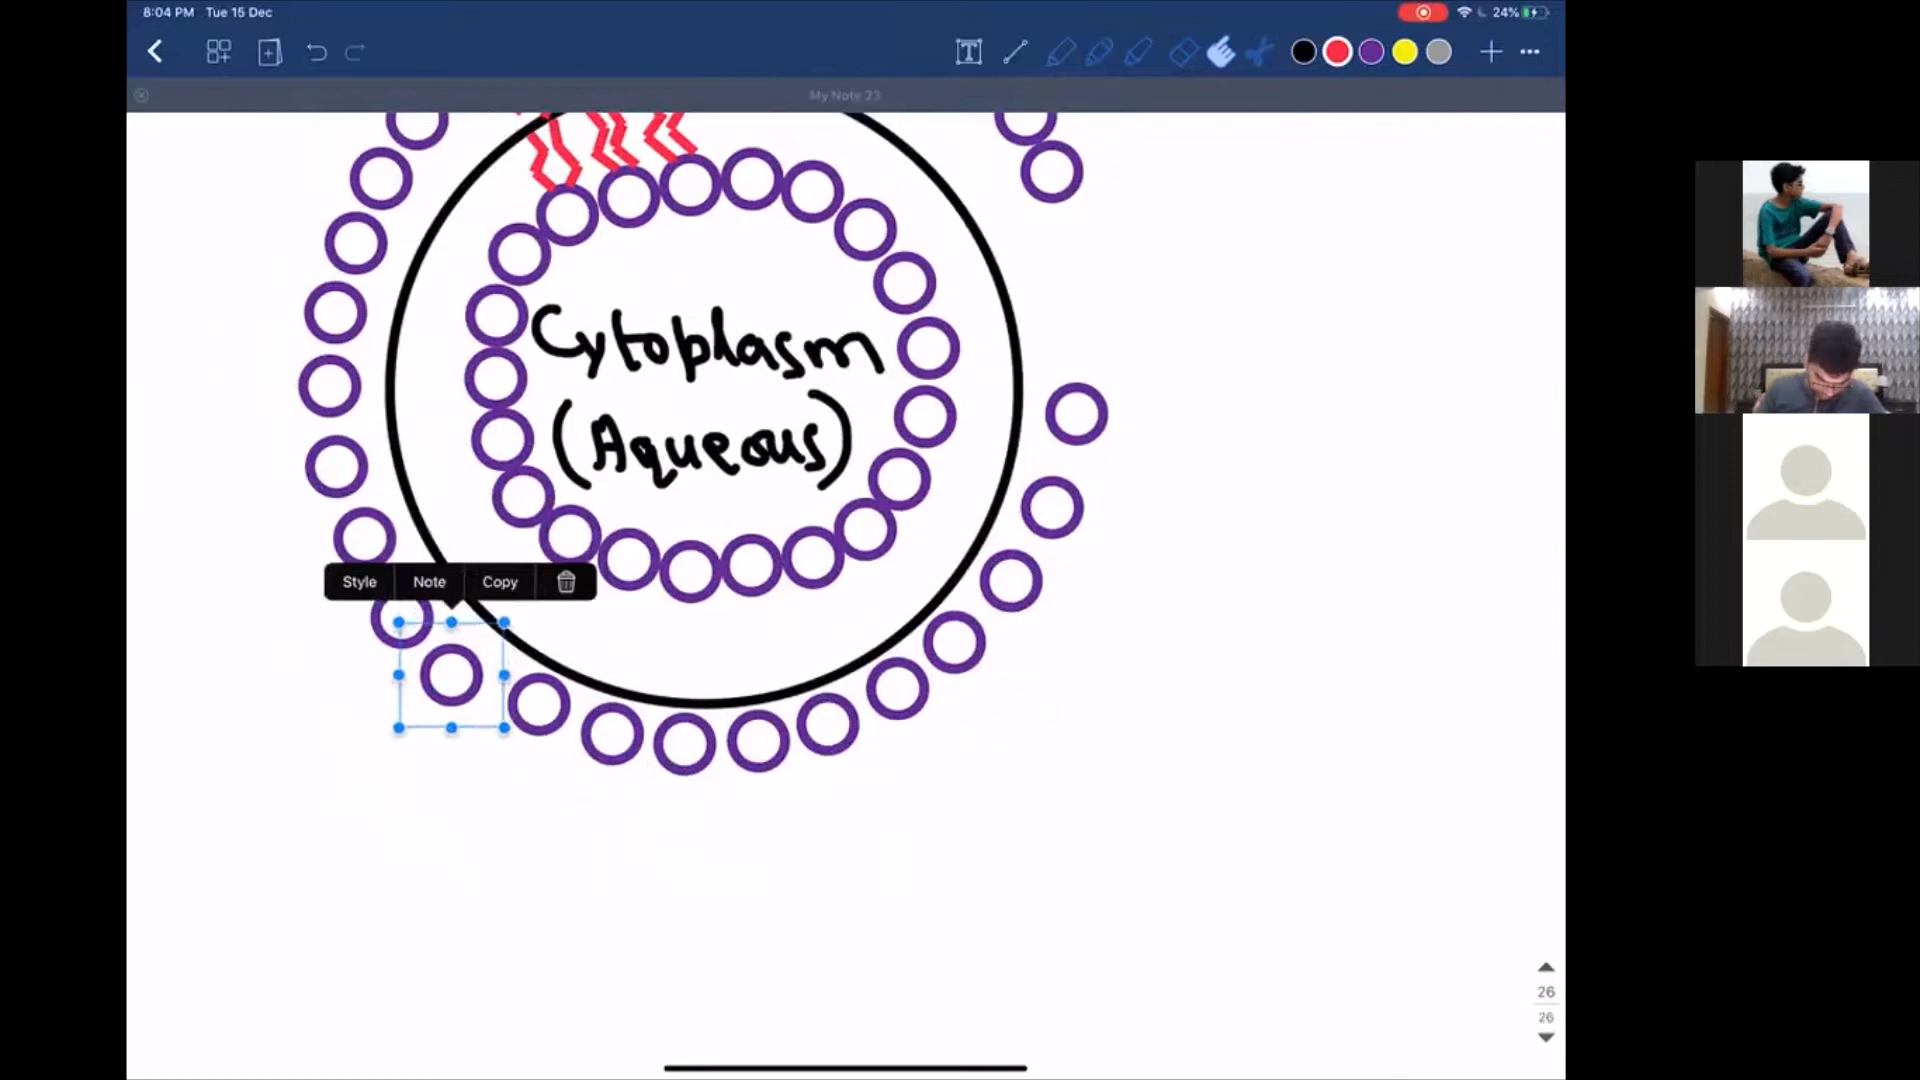 8:04 PM Tue 15 Dec
24%
T
My Note 23
Cytoplasm
(Aqueous)
Style Note Copy
26
26